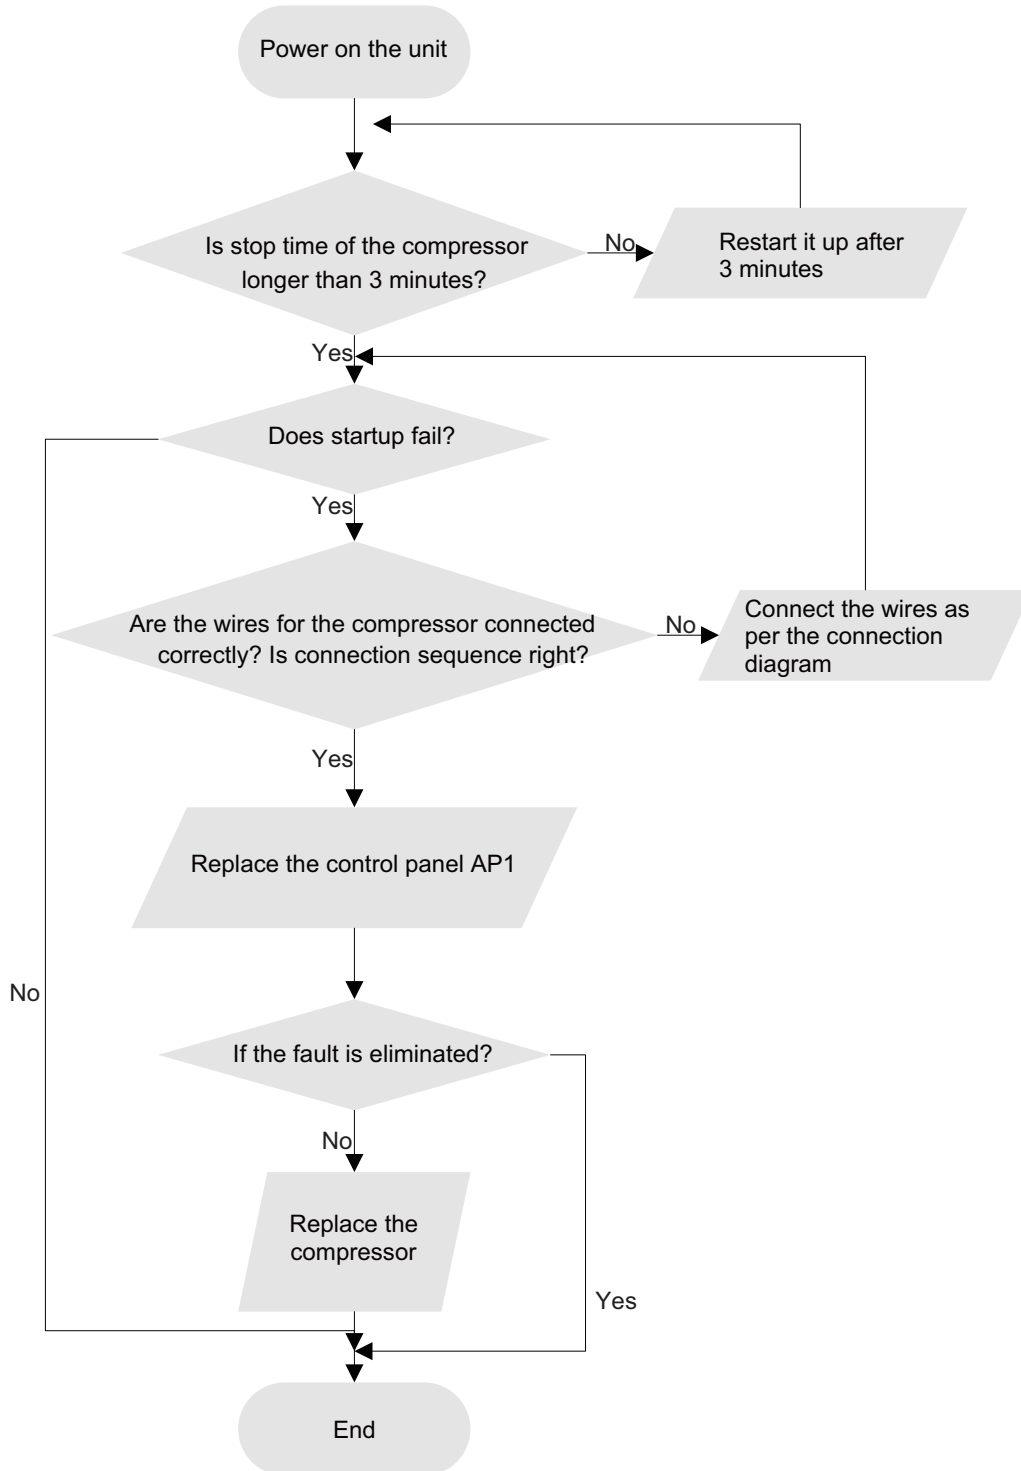 Power on the unit
Is stop time of the compressor
longer than 3 minutes?
No
Restart it up after
3 minutes
Yes
Does startup fail?
Yes
Are the wires for the compressor connected
correctly? Is connection sequence right?
No
Connect the wires as
per the connection
diagram
Yes
Replace the control panel AP1
No
If the fault is eliminated?
No
Replace the
compressor
Yes
End